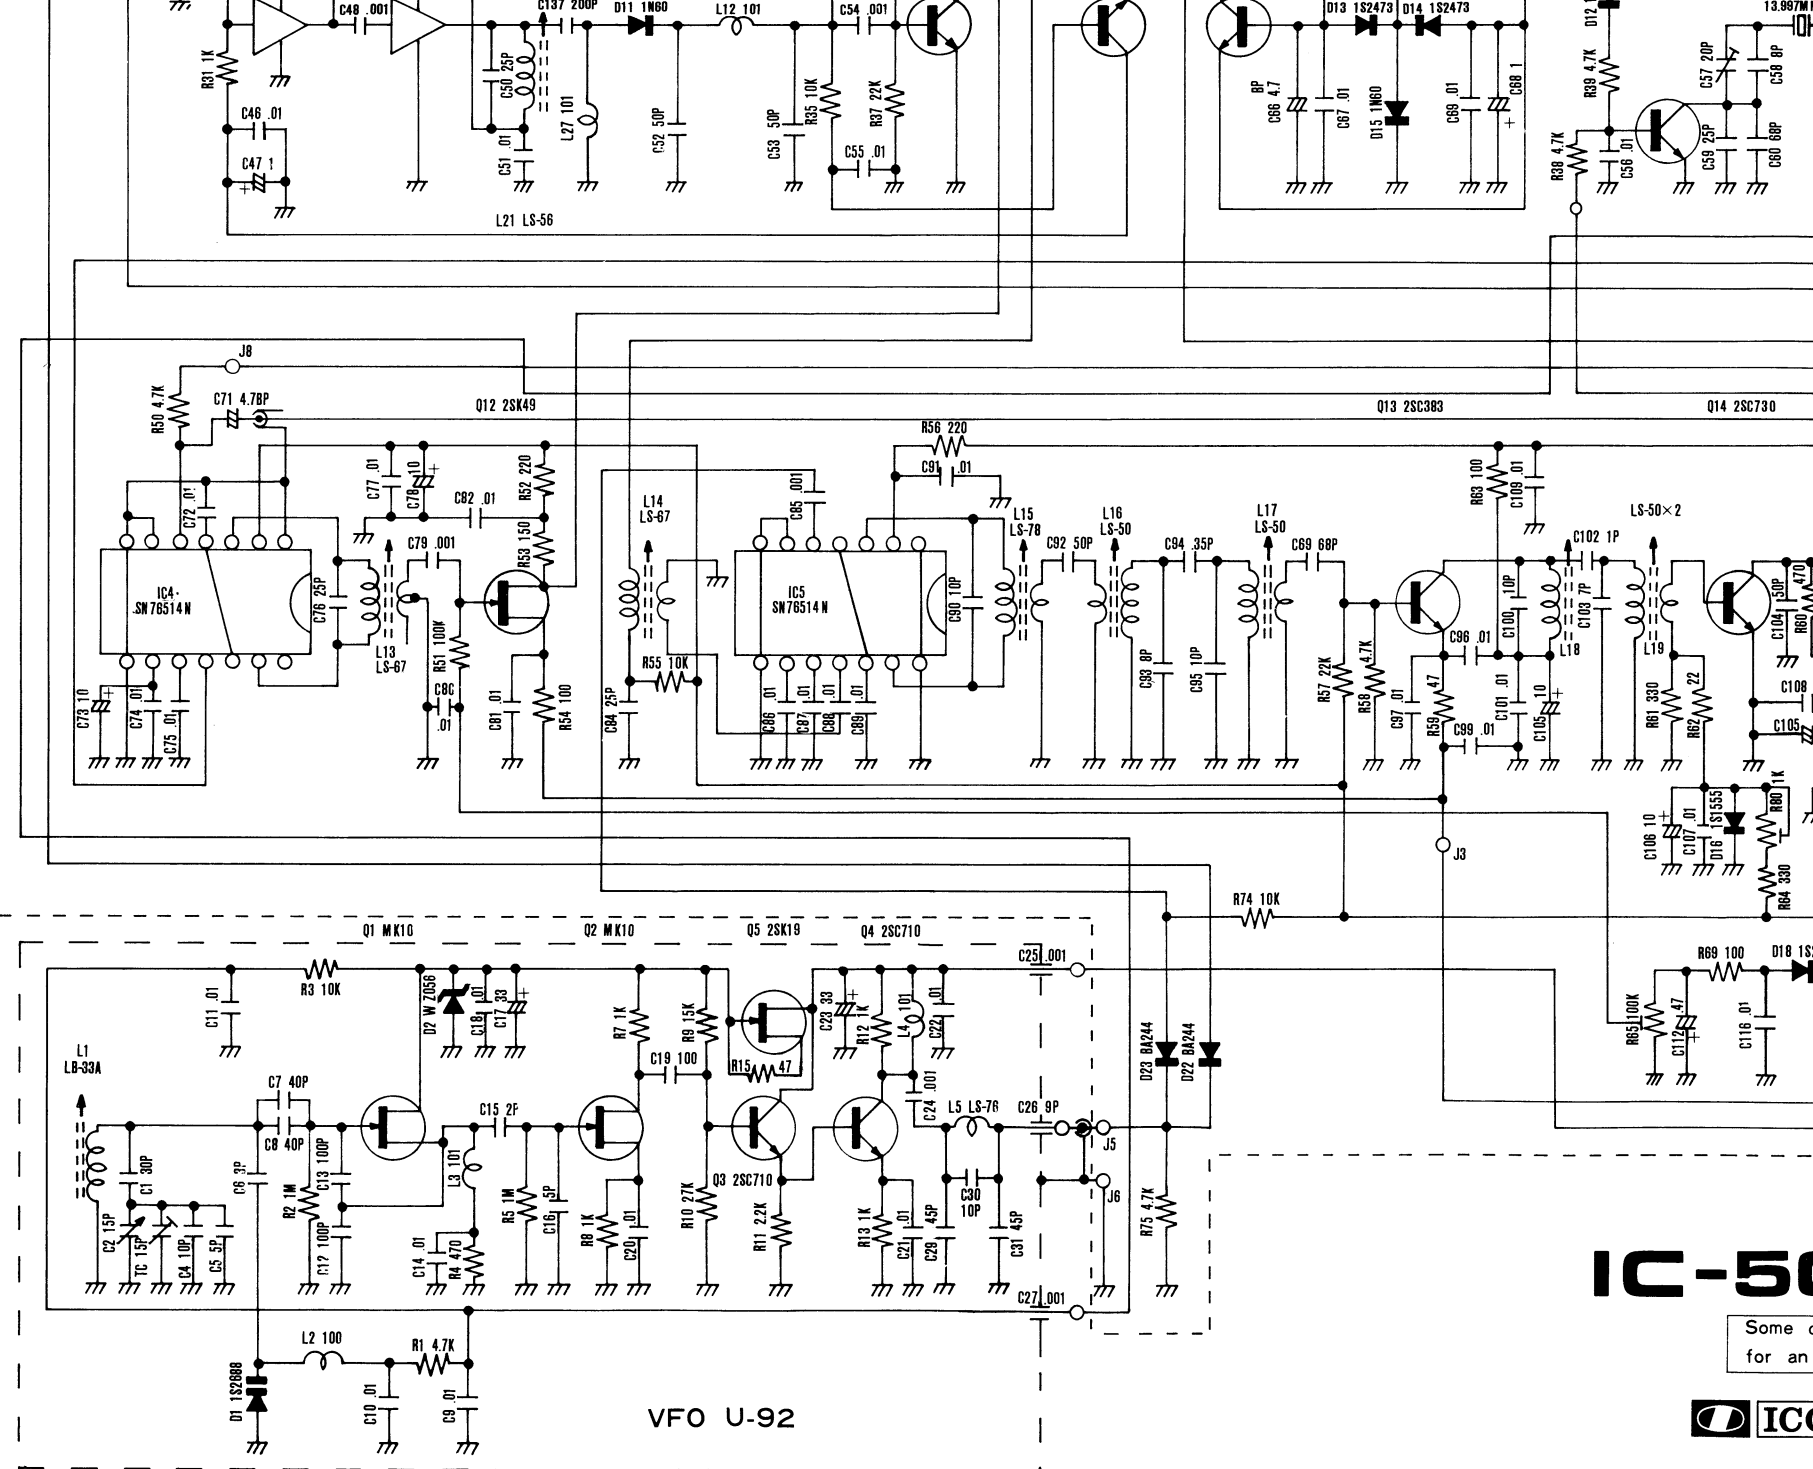 C48 .001
C137 200P
D11 1N60
L12 101
C54 .001
D13 1S2473
D14 1S2473
D12
13.997M
R31 1K
C50 25P
L27 101
C52 50P
C53 50P
R35 10K
R37 22K
BP
C66 4.7
C67 .01
D15 1N60
C69 .01
C68 1
+
R39 4.7K
C57 20P
C58 8P
C46 .01
C47 1
+
C51 .01
C55 .01
R38 4.7K
C56 .01
C59 25P
C60 68P
L21 LS-56
J8
R50 4.7K
C71 4.7BP
Q12 2SK49
Q13 2SC383
Q14 2SC730
R56 220
C91 .01
C72 .01
C77 .01
C78 10
+
C82 .01
R52 220
R53 150
C79 .001
L14
LS-67
C85 .001
L15
LS-78
L16
LS-50
L17
LS-50
R63 100
C109 .01
LS-50×2
IC4
SN76514N
C76 25P
L13
LS-67
R51 100K
IC5
SN76514N
C90 10P
C92 50P
C94 .35P
C69 68P
C102 1P
C100 10P
C103 7P
L18
L19
C104 50P
470
R60
R55 10K
C84 25P
C73 10
+
C74 .01
C75 .01
C80
.01
C81 .01
R54 100
C86 .01
C87 .01
C88 .01
C89 .01
C93 8P
C95 10P
R57 22K
R58 4.7K
C97 .01
R59 47
C96 .01
C99 .01
C101 .01
C105 10
+
R61 330
R62 22
C108
C105
J3
C106 10
+
C107 .01
D16 1S1555
R80 1K
R64 330
R74 10K
Q1 MK10
Q2 MK10
Q5 2SK19
Q4 2SC710
C25 .001
R69 100
D18 1S2
R3 10K
C11 .01
D2 WZ056
C18 .01
C17 33
+
R7 1K
R9 15K
C23 33
+
R12 1K
L4 101
C22 .01
R65 100K
C112 .47
+
C116 .01
L1
LB-33A
C19 100
R15 47
D23 BA244
D22 BA244
C7 40P
C8 40P
C15 2P
C24 .001
L5 LS-76
C26 9P
J5
C1 30P
C6 3P
R2 1M
C13 100P
L3 101
R5 1M
C16 5P
Q3 2SC710
C30
10P
J6
C2 15P
TC 15P
C4 10P
C5 5P
C12 100P
C14 .01
R4 470
R8 1K
C20 .01
R10 27K
R11 2.2K
R13 1K
C21 .01
C29 45P
C31 45P
R75 4.7K
C27 .001
IC-50
Some
for an
L2 100
R1 4.7K
D1 1S2688
C10 .01
C9 .01
VFO U-92
ICO